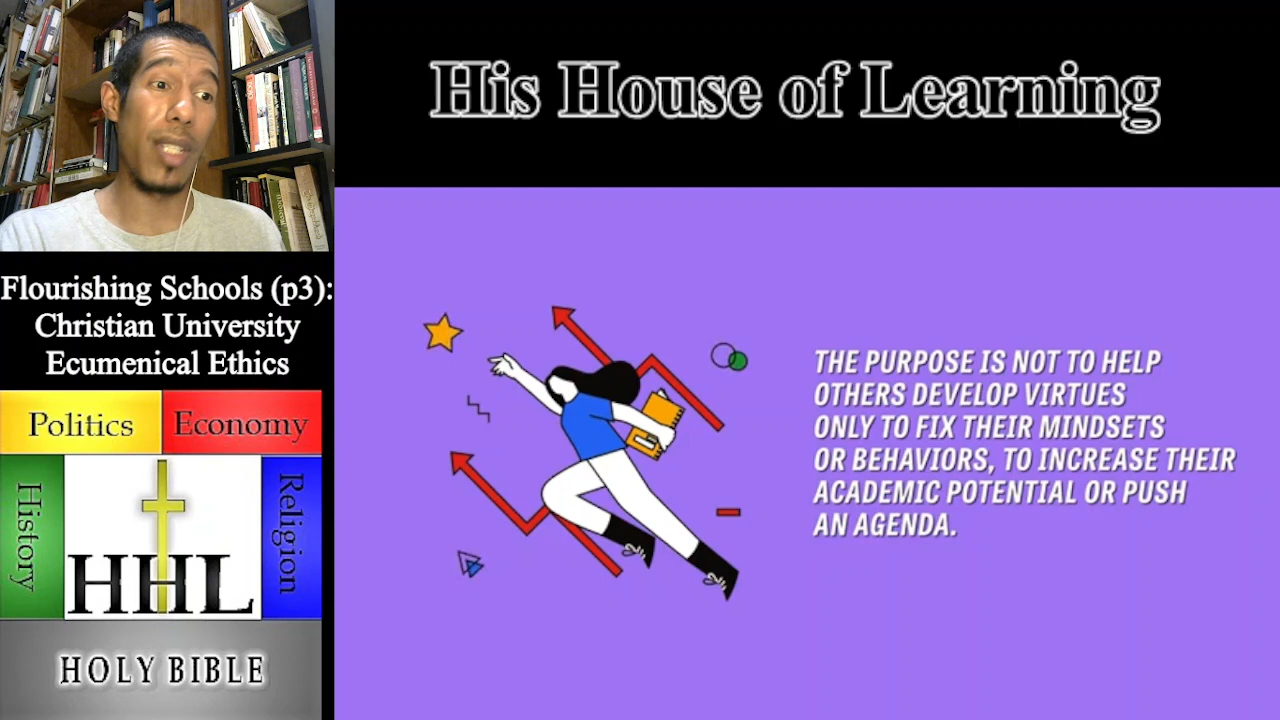 His House of Learning
Flourishing Schools (p3):
Christian University
Ecumenical Ethics
Politics
Economy
History
Religion
HHL
HOLY BIBLE
THE PURPOSE IS NOT TO HELP
OTHERS DEVELOP VIRTUES
ONLY TO FIX THEIR MINDSETS
OR BEHAVIORS, TO INCREASE THEIR
ACADEMIC POTENTIAL OR PUSH
AN AGENDA.